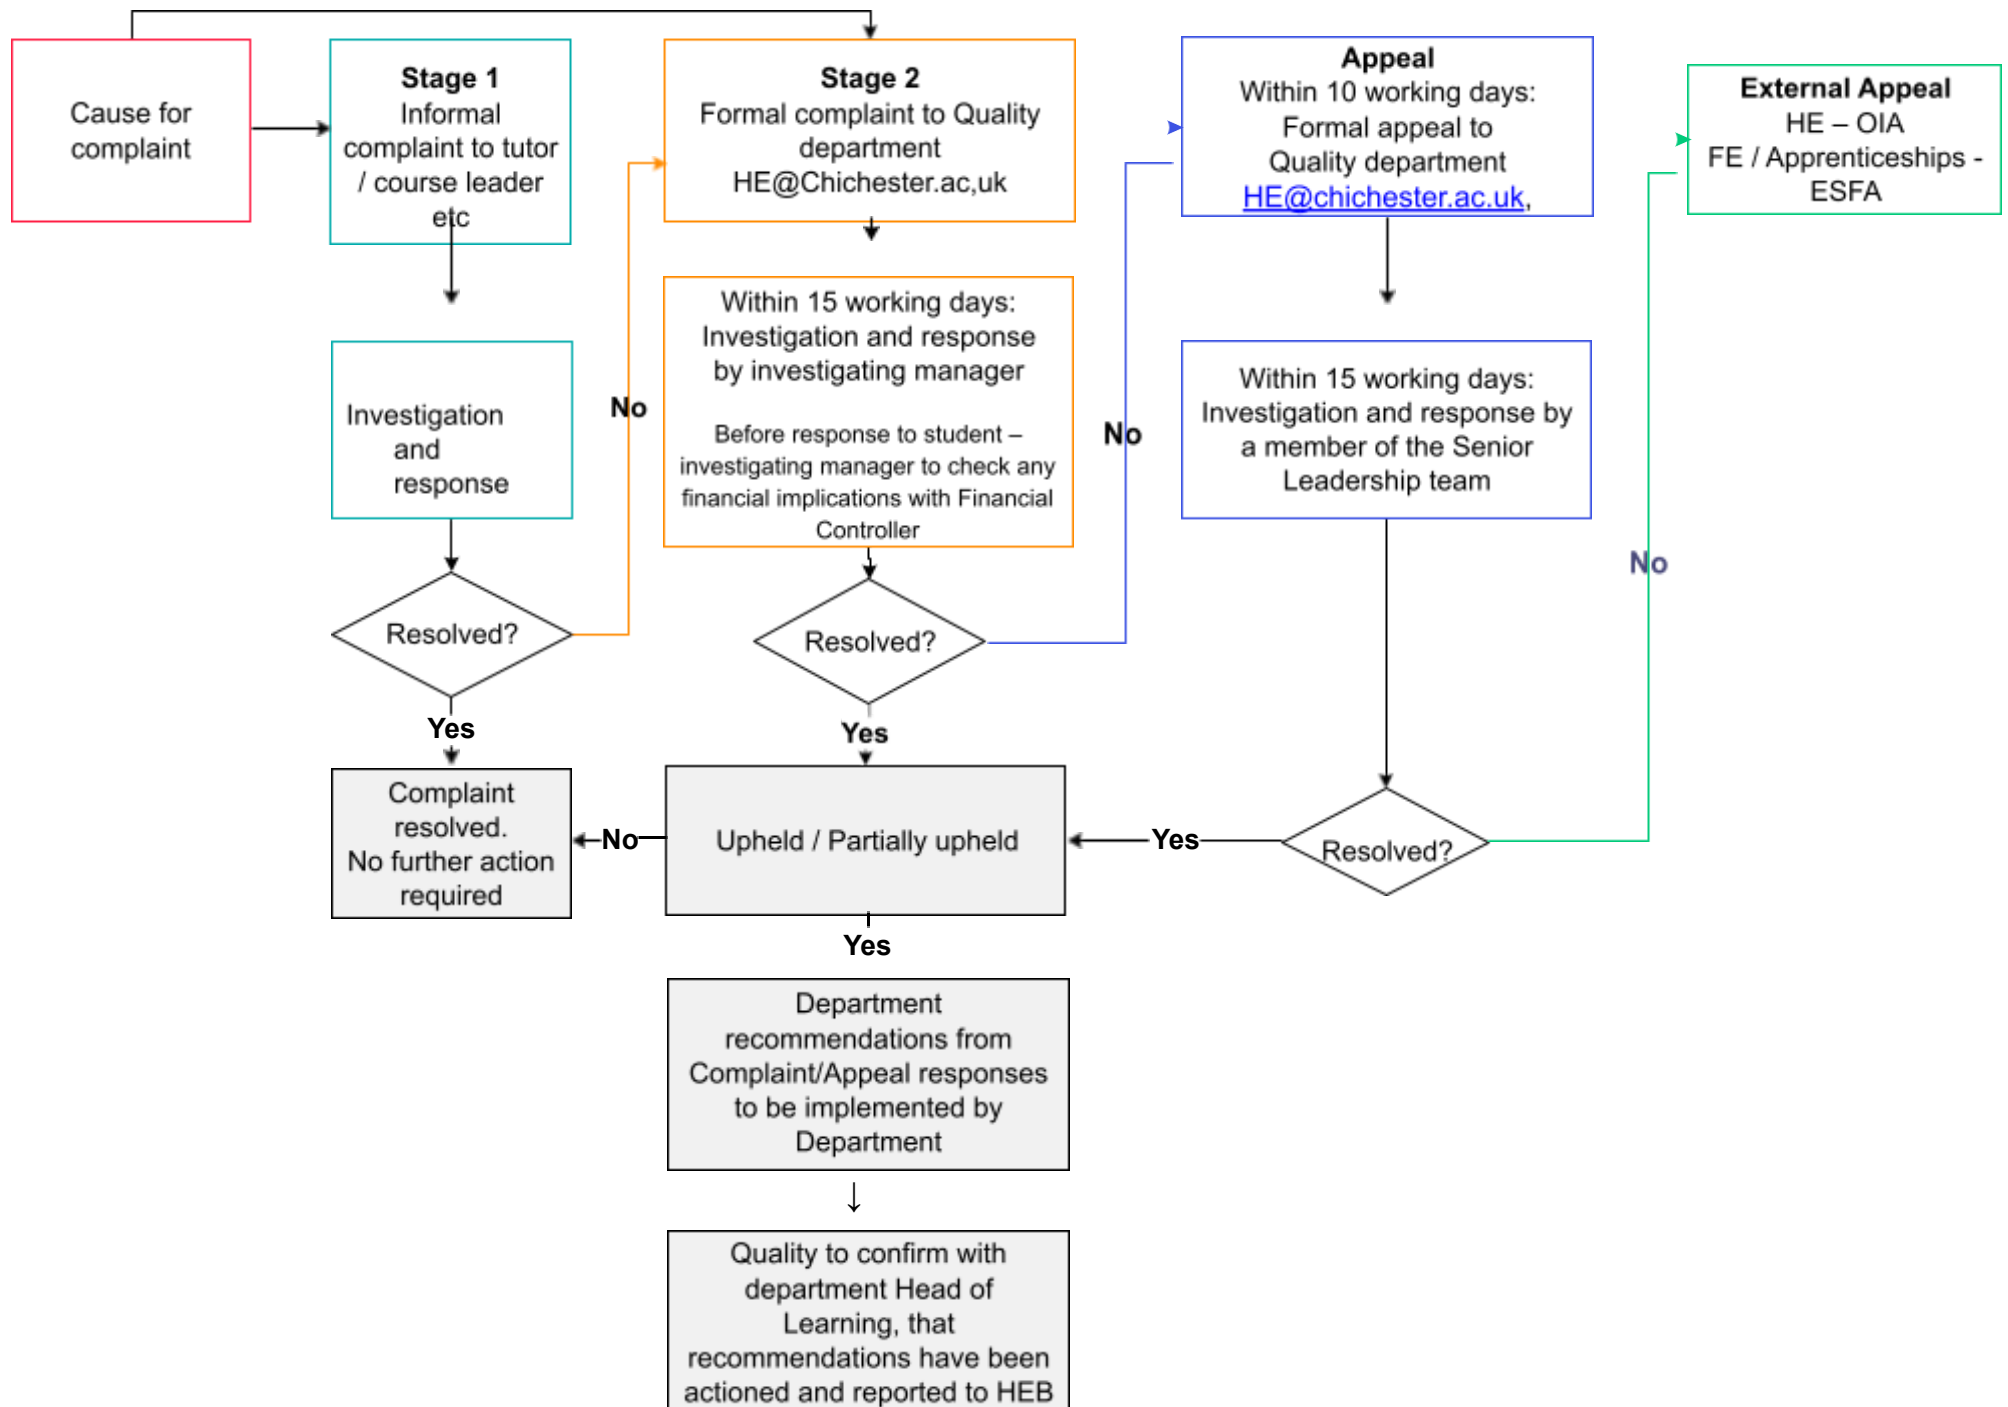 Cause for
complaint
Stage 1
Informal
complaint to tutor
/ course leader
etc
Investigation
and
response
Resolved?
Yes
Complaint
resolved.
No further action
required
No
Stage 2
Formal complaint to Quality
department
HE@Chichester.ac,uk
Within 15 working days:
Investigation and response
by investigating manager
Before response to student –
investigating manager to check any
financial implications with Financial
Controller
Resolved?
Yes
Upheld / Partially upheld
No
Yes
Department
recommendations from
Complaint/Appeal responses
to be implemented by
Department
↓
Quality to confirm with
department Head of
Learning, that
recommendations have been
actioned and reported to HEB
No
Appeal
Within 10 working days:
Formal appeal to
Quality department
HE@chichester.ac.uk,
Within 15 working days:
Investigation and response by
a member of the Senior
Leadership team
Resolved?
Yes
No
External Appeal
HE – OIA
FE / Apprenticeships -
ESFA